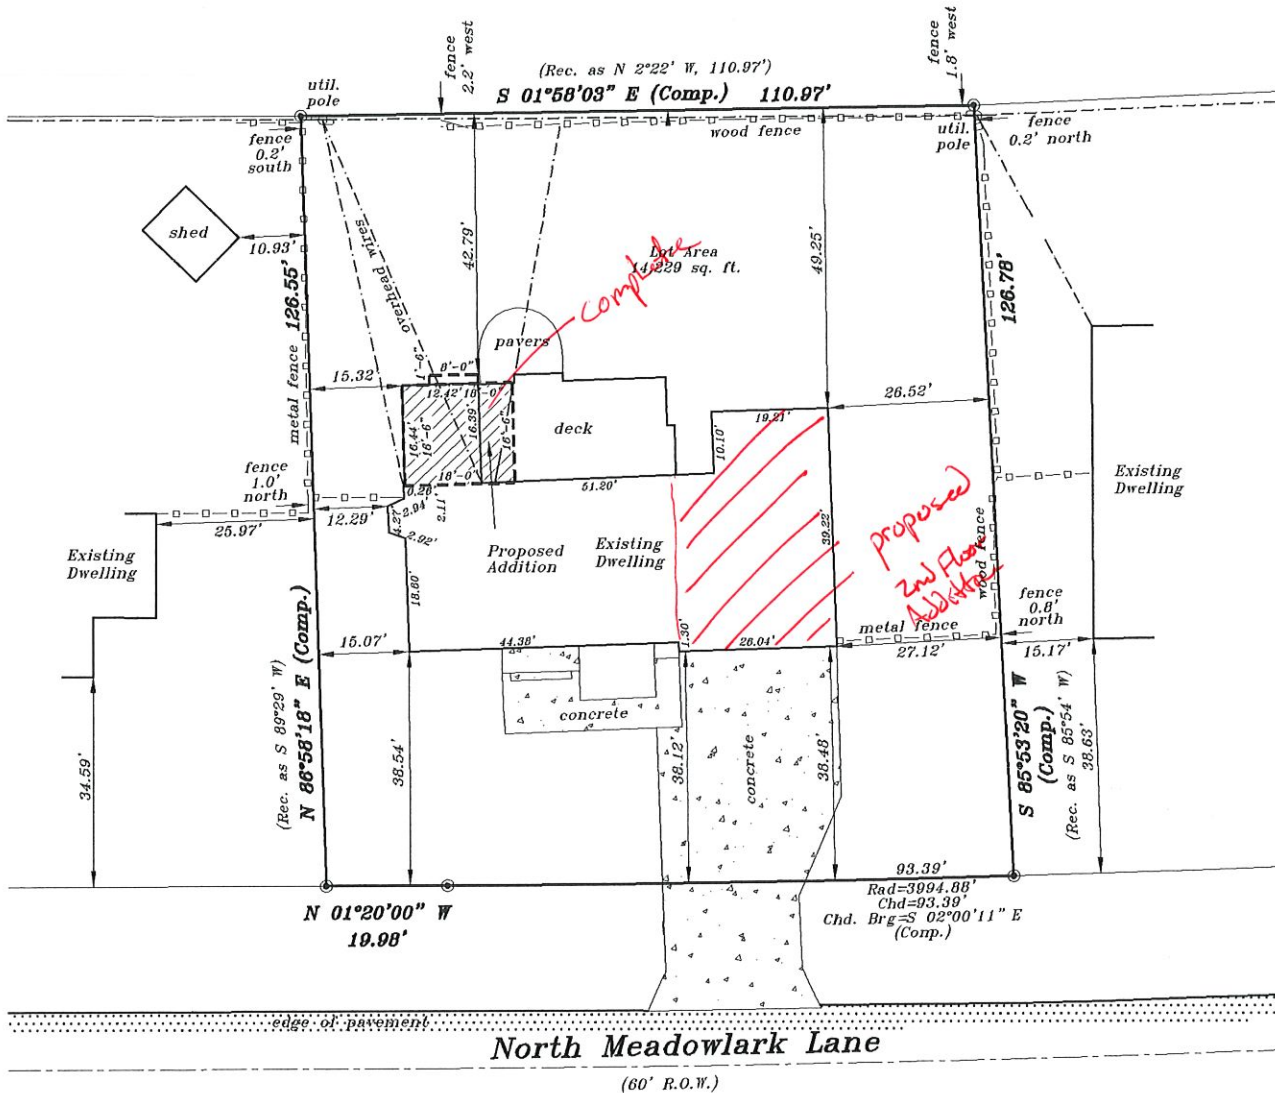 fence
2.2' west
fence
1.8' west
(Rec. as N 2°22' W, 110.97')
S 01°58'03" E (Comp.) 110.97'
util.
pole
wood fence
util.
pole
fence
0.2' north
fence
0.2'
south
shed
10.93'
126.55'
metal fence
overhead wires
42.79'
Lot Area
14,229 sq. ft.
complete
49.25'
126.78'
wood fence
pavers
15.32'
1'-6"
8'-0"
12.42'
18'-0"
16.44'
16'-6"
16.39'
16'-6"
18'-0"
deck
19.21'
10.10'
26.52'
51.20'
fence
1.0'
north
0.26'
2.94'
4.27'
2.92'
2.11'
12.29'
25.97'
Existing
Dwelling
Existing
Dwelling
Proposed
Addition
Existing
Dwelling
39.22'
proposed
2nd Floor
Addition
18.60'
15.07'
44.38'
1.30'
26.04'
metal fence
27.12'
fence
0.8'
north
15.17'
N 86°58'18" E (Comp.)
(Rec. as S 89°29' W)
34.59'
38.54'
concrete
38.12'
concrete
38.48'
S 85°53'20" W
(Comp.)
(Rec. as S 85°54' W)
38.63'
93.39'
Rad=3994.88'
Chd=93.39'
Chd. Brg=S 02°00'11" E
(Comp.)
N 01°20'00" W
19.98'
edge of pavement
North Meadowlark Lane
(60' R.O.W.)